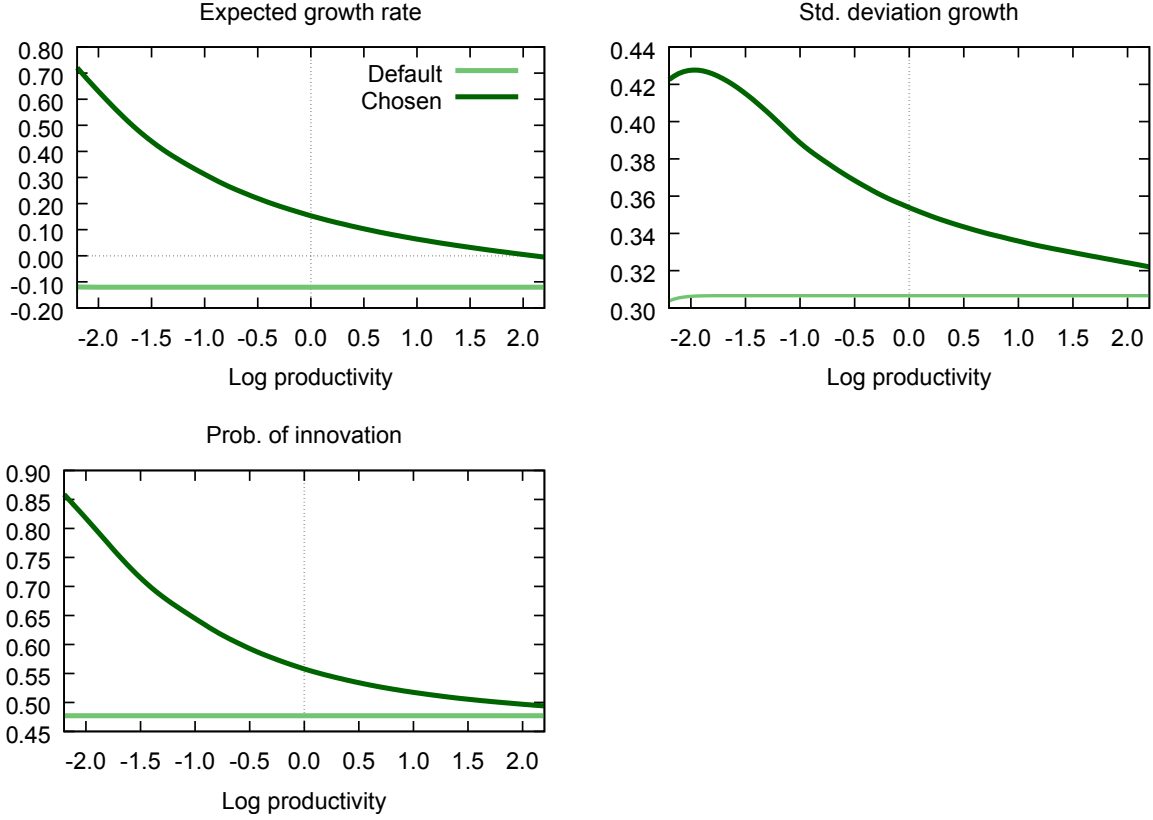 Expected growth rate
0.80
0.70
0.60
0.50
0.40
0.30
0.20
0.10
0.00
-0.10
-0.20
Default
Chosen
-2.0 -1.5 -1.0 -0.5 0.0 0.5 1.0 1.5 2.0
Log productivity
Std. deviation growth
0.44
0.42
0.40
0.38
0.36
0.34
0.32
0.30
-2.0 -1.5 -1.0 -0.5 0.0 0.5 1.0 1.5 2.0
Log productivity
Prob. of innovation
0.90
0.85
0.80
0.75
0.70
0.65
0.60
0.55
0.50
0.45
-2.0 -1.5 -1.0 -0.5 0.0 0.5 1.0 1.5 2.0
Log productivity